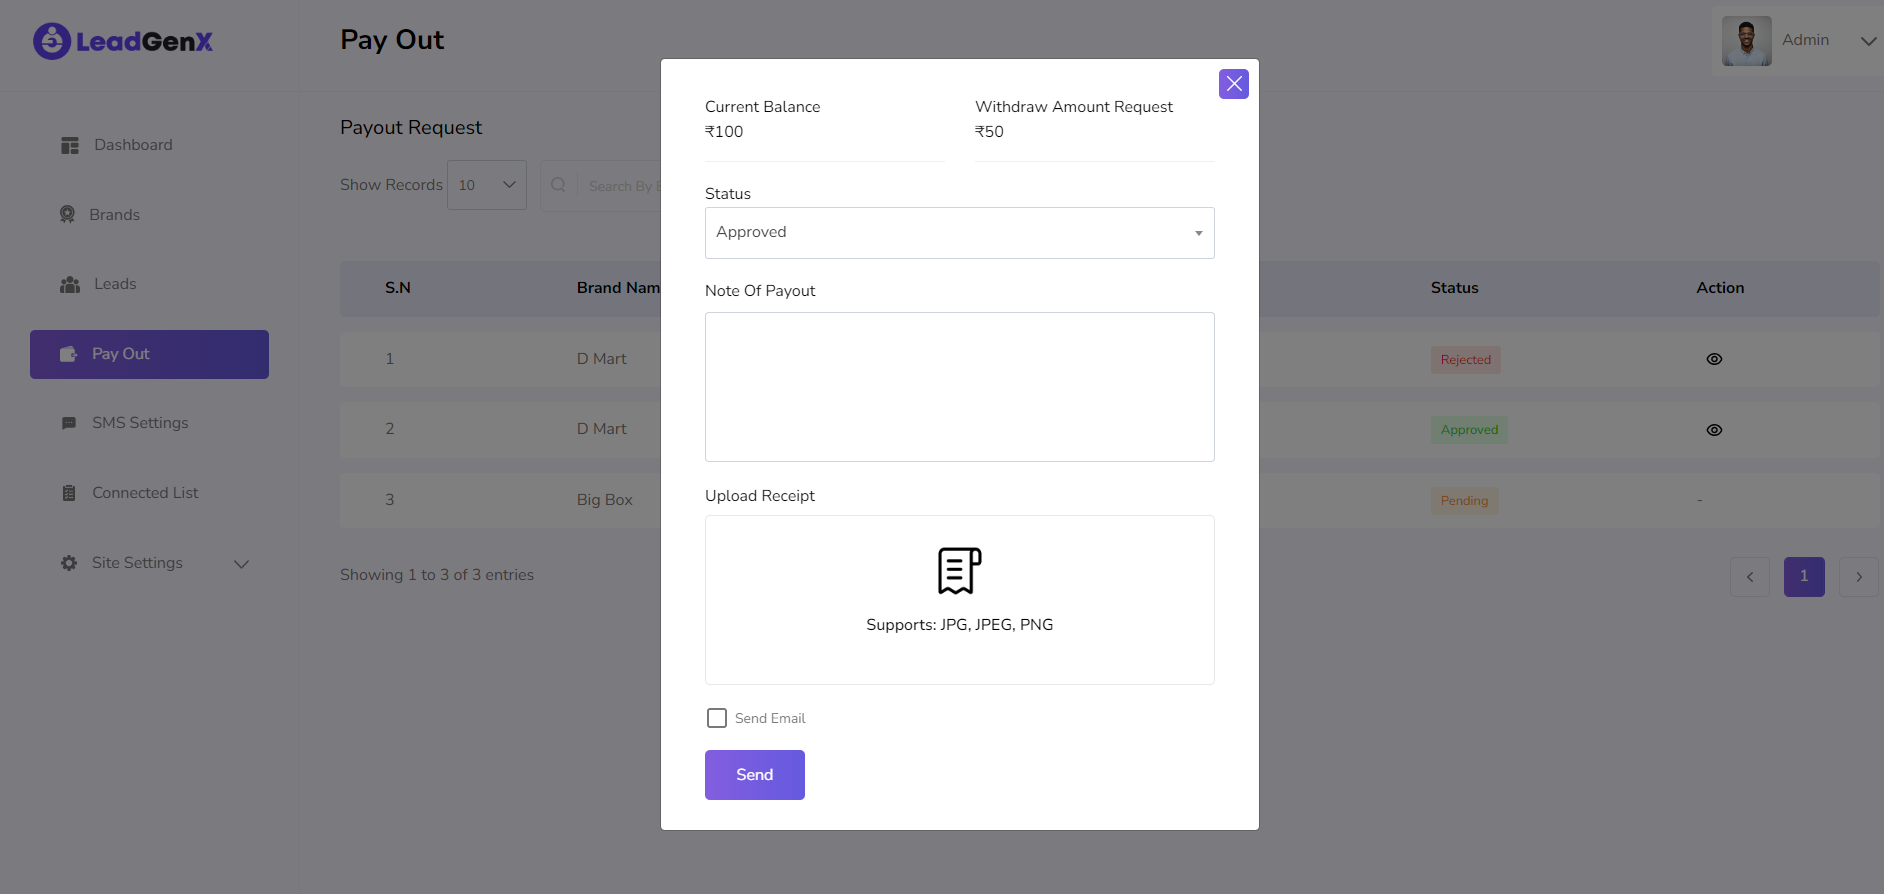 LeadGenX
Pay Out
Admin
Dashboard
Brands
Leads
Pay Out
SMS Settings
Connected List
Site Settings
Payout Request
Show Records 10
Search By
S.N Brand Nam Status Action
1 D Mart Rejected
2 D Mart Approved
3 Big Box Pending -
Showing 1 to 3 of 3 entries
1
Current Balance Withdraw Amount Request
₹100 ₹50
Status
Approved
Note Of Payout
Upload Receipt
Supports: JPG, JPEG, PNG
Send Email
Send